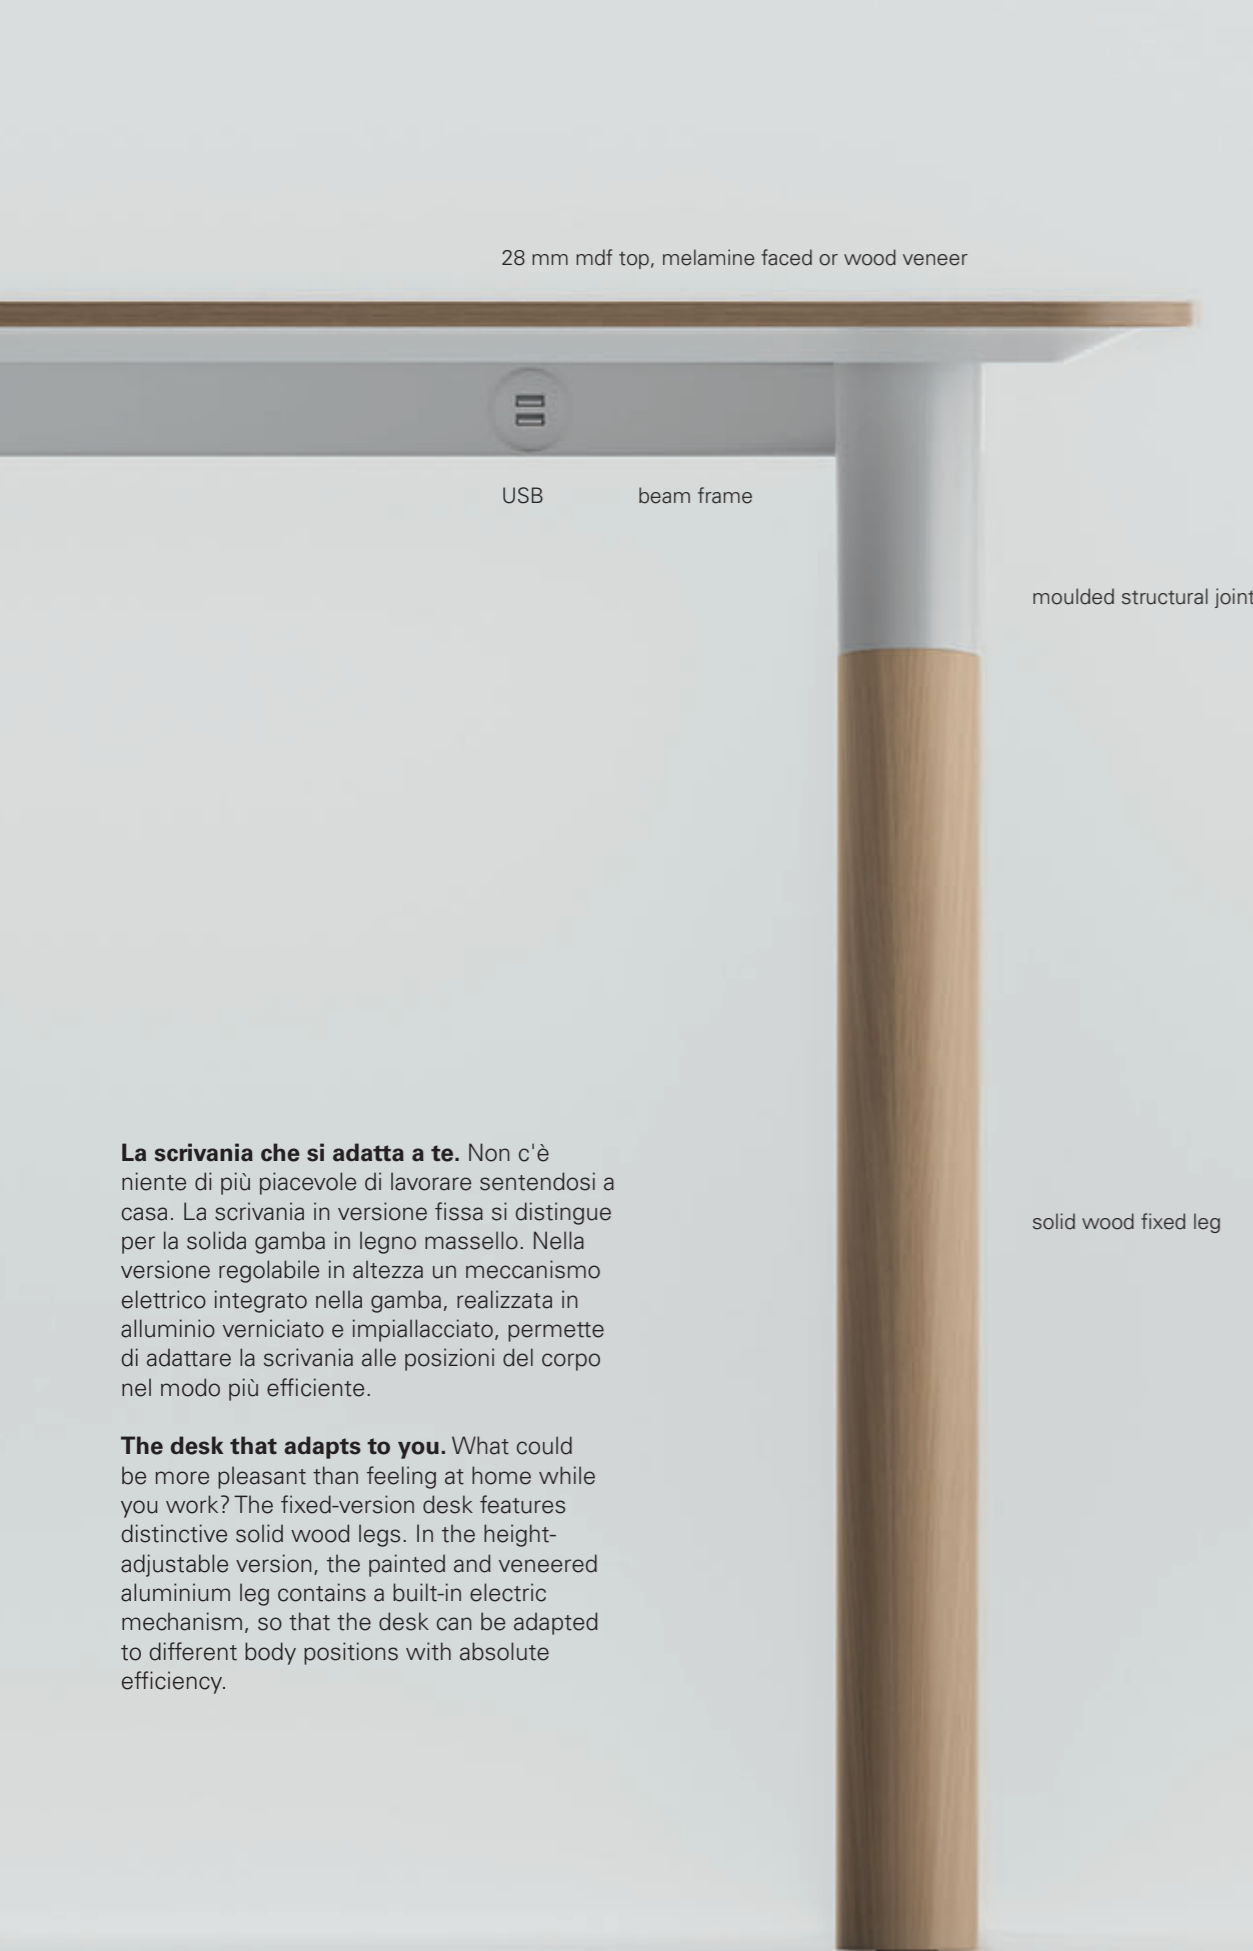 28 mm mdf top, melamine faced or wood veneer
USB
beam frame
moulded structural joint
solid wood fixed leg
La scrivania che si adatta a te. Non c'è
niente di più piacevole di lavorare sentendosi a
casa. La scrivania in versione fissa si distingue
per la solida gamba in legno massello. Nella
versione regolabile in altezza un meccanismo
elettrico integrato nella gamba, realizzata in
alluminio verniciato e impiallacciato, permette
di adattare la scrivania alle posizioni del corpo
nel modo più efficiente.
The desk that adapts to you. What could
be more pleasant than feeling at home while
you work? The fixed-version desk features
distinctive solid wood legs. In the height-
adjustable version, the painted and veneered
aluminium leg contains a built-in electric
mechanism, so that the desk can be adapted
to different body positions with absolute
efficiency.